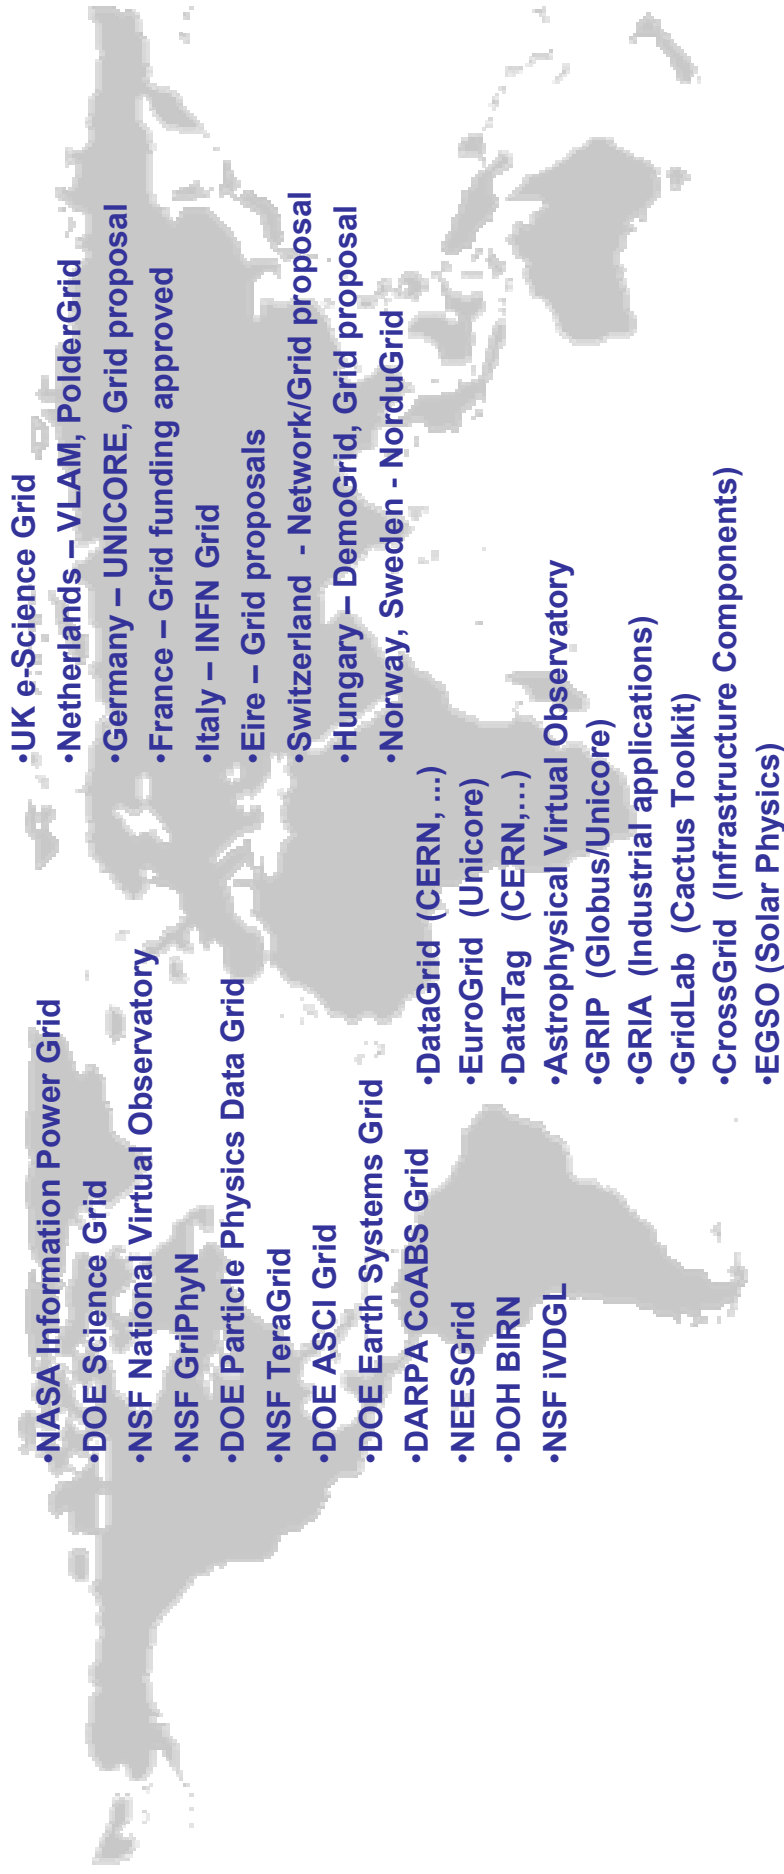 •NASA Information Power Grid
•DOE Science Grid
•NSF National Virtual Observatory
•NSF GriPhyN
•DOE Particle Physics Data Grid
•NSF TeraGrid
•DOE ASCI Grid
•DOE Earth Systems Grid
•DARPA CoABS Grid
•NEESGrid
•DOH BIRN
•NSF iVDGL
•UK e-Science Grid
•Netherlands – VLAM, PolderGrid
•Germany – UNICORE, Grid proposal
•France – Grid funding approved
•Italy – INFN Grid
•Eire – Grid proposals
•Switzerland - Network/Grid proposal
•Hungary – DemoGrid, Grid proposal
•Norway, Sweden - NorduGrid
•DataGrid (CERN, ...)
•EuroGrid (Unicore)
•DataTag (CERN,...)
•Astrophysical Virtual Observatory
•GRIP (Globus/Unicore)
•GRIA (Industrial applications)
•GridLab (Cactus Toolkit)
•CrossGrid (Infrastructure Components)
•EGSO (Solar Physics)